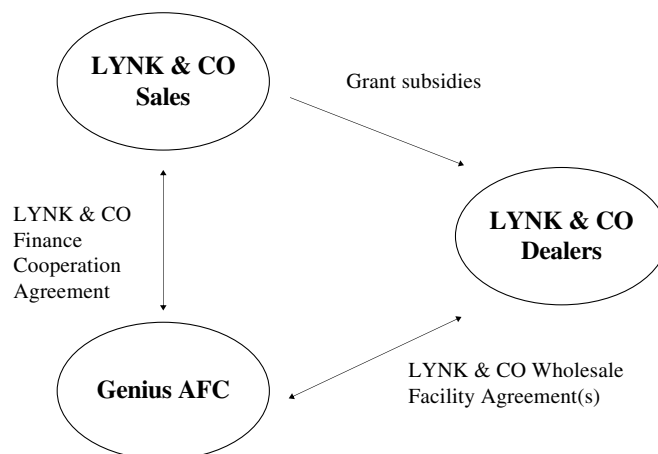 LYNK & CO
Sales
Grant subsidies
LYNK & CO
Finance
Cooperation
Agreement
LYNK & CO
Dealers
Genius AFC
LYNK & CO Wholesale
Facility Agreement(s)